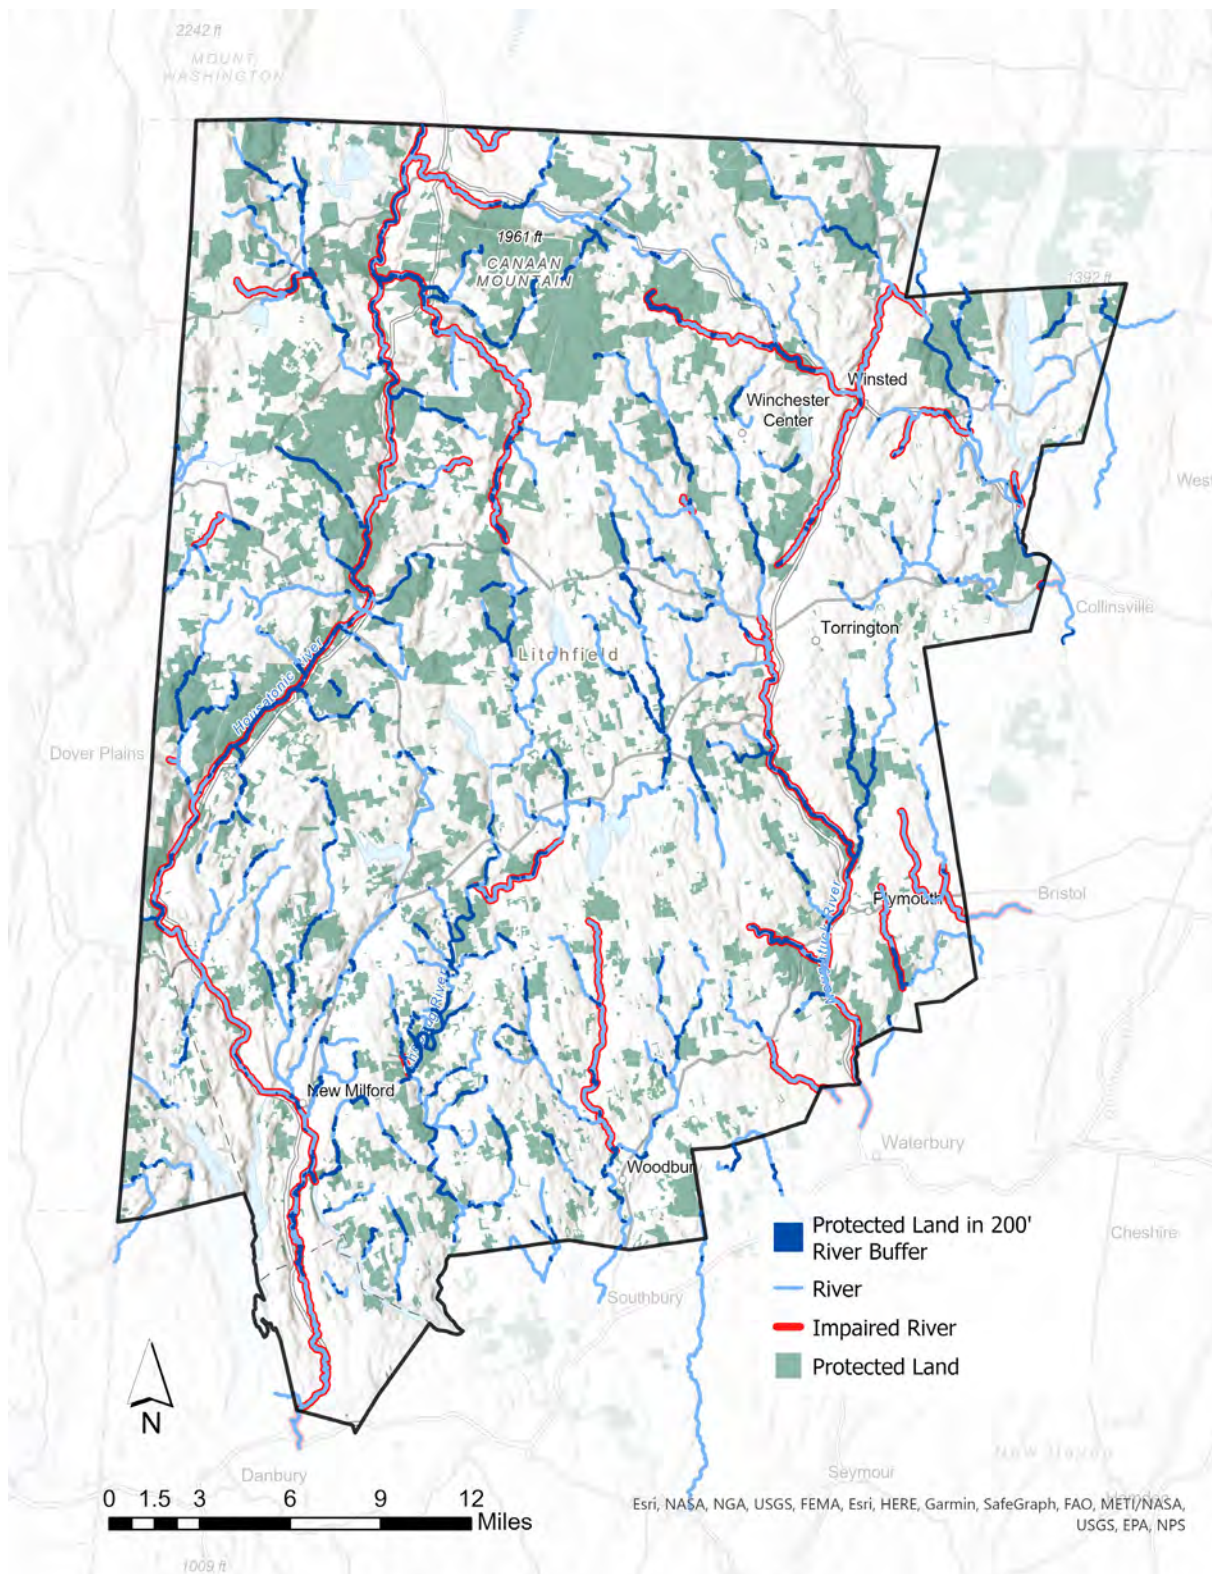 2242 ft
MOUNT
WASHINGTON
1961 ft
CANAAN
MOUNTAIN
1392 ft
Winsted
Winchester
Center
West
Collinsville
Torrington
Litchfield
Housatonic River
Dover Plains
Bristol
Plymouth
River
River
New Milford
Waterbury
Woodbur
Protected Land in 200'
River Buffer
Cheshire
River
Southbury
Impaired River
Protected Land
N
New Haven
Danbury
Seymour
Hamden
0 1.5 3 6 9 12
Miles
Esri, NASA, NGA, USGS, FEMA, Esri, HERE, Garmin, SafeGraph, FAO, METI/NASA,
USGS, EPA, NPS
1009 ft